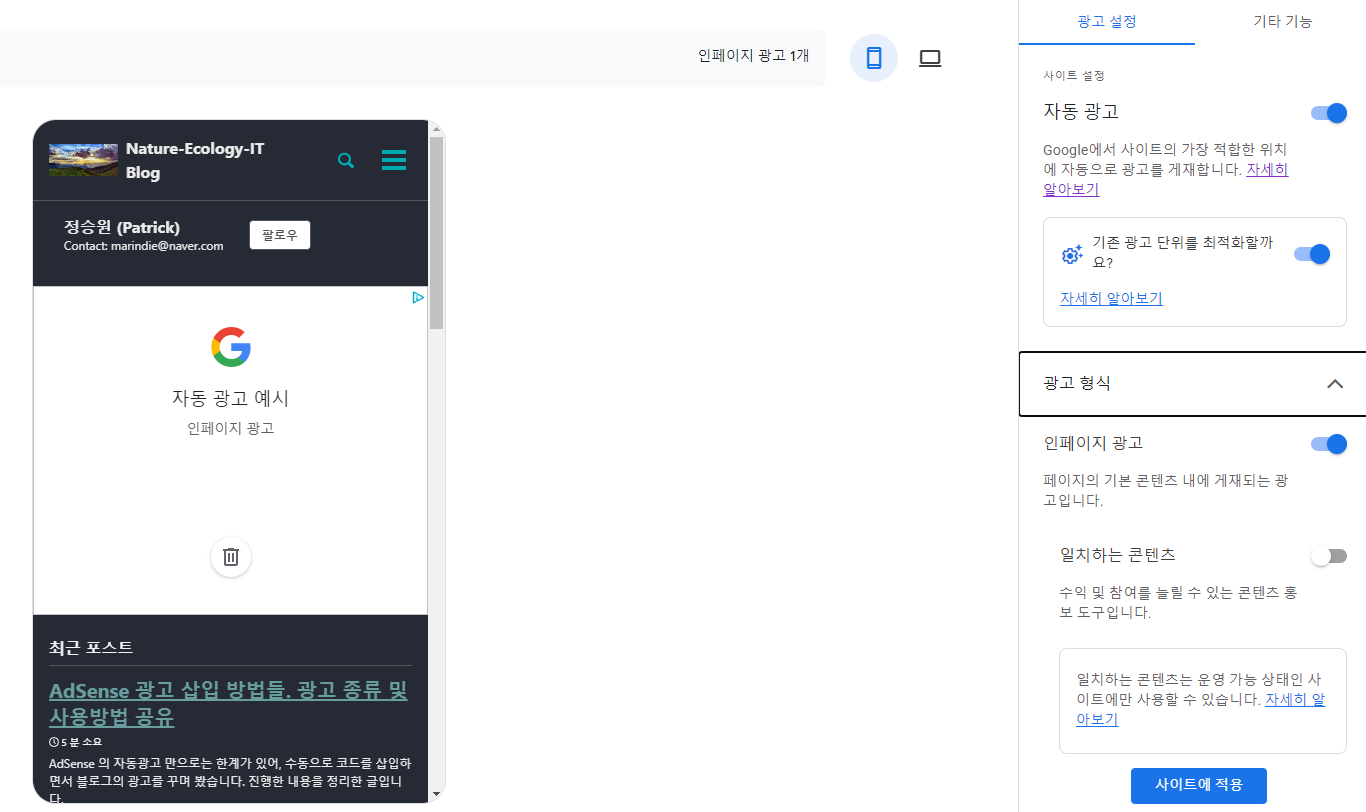 인페이지 광고 1개
Nature-Ecology-IT
Blog
정승원 (Patrick)
Contact: marindie@naver.com
팔로우
자동 광고 예시
인페이지 광고
최근 포스트
AdSense 광고 삽입 방법들. 광고 종류 및
사용방법 공유
5 분 소요
AdSense 의 자동광고 만으로는 한계가 있어, 수동으로 코드를 삽입하
면서 블로그의 광고를 꾸며 봤습니다. 진행한 내용을 정리한 글입니
다.
광고 설정
기타 기능
사이트 설정
자동 광고
Google에서 사이트의 가장 적합한 위치
에 자동으로 광고를 게재합니다. 자세히
알아보기
기존 광고 단위를 최적화할까
요?
자세히 알아보기
광고 형식
인페이지 광고
페이지의 기본 콘텐츠 내에 게재되는 광
고입니다.
일치하는 콘텐츠
수익 및 참여를 늘릴 수 있는 콘텐츠 홍
보 도구입니다.
일치하는 콘텐츠는 운영 가능 상태인 사
이트에만 사용할 수 있습니다. 자세히 알
아보기
사이트에 적용